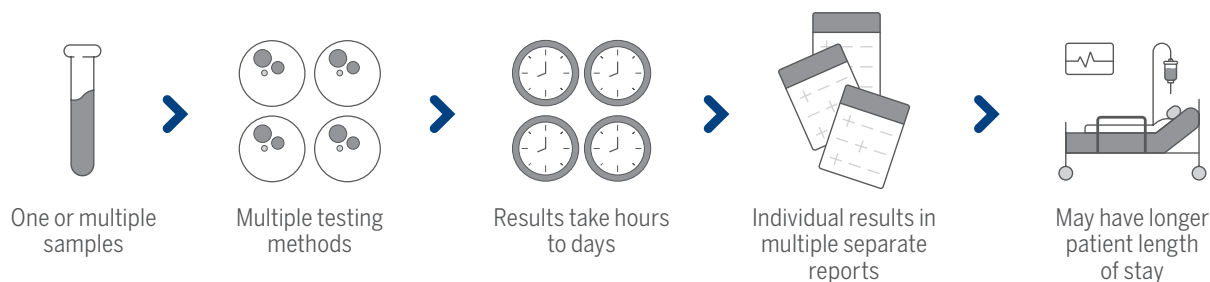 One or multiple
samples
Multiple testing
methods
Results take hours
to days
Individual results in
multiple separate
reports
May have longer
patient length
of stay